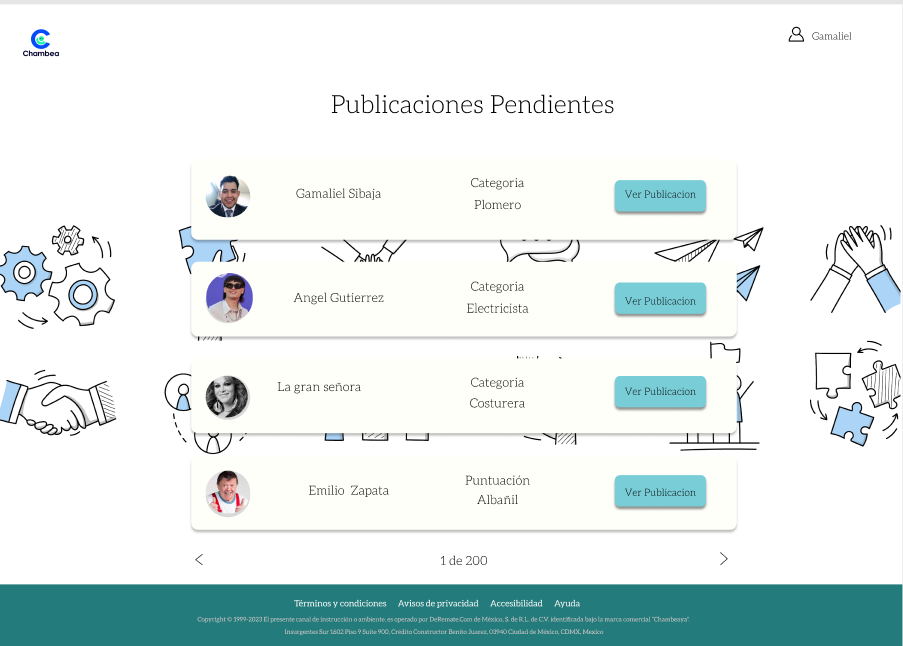 Chambea
Gamaliel
Publicaciones Pendientes
Gamaliel Sibaja
Categoria
Plomero
Ver Publicacion
Angel Gutierrez
Categoria
Electricista
Ver Publicacion
La gran señora
Categoria
Costurera
Ver Publicacion
Emilio Zapata
Puntuación
Albañil
Ver Publicacion
< 1 de 200 >
Términos y condiciones Avisos de privacidad Accesibilidad Ayuda
Copyright © 1999-2023 El presente canal de instrucción o ambiente, es operado por DeRemate.Com de México, S. de R.L. de C.V. identificada bajo la marca comercial "Chambeaya".
Insurgentes Sur 1602 Piso 9 Suite 900, Crédito Constructor Benito Juarez, 03940 Ciudad de México, CDMX, Mexico